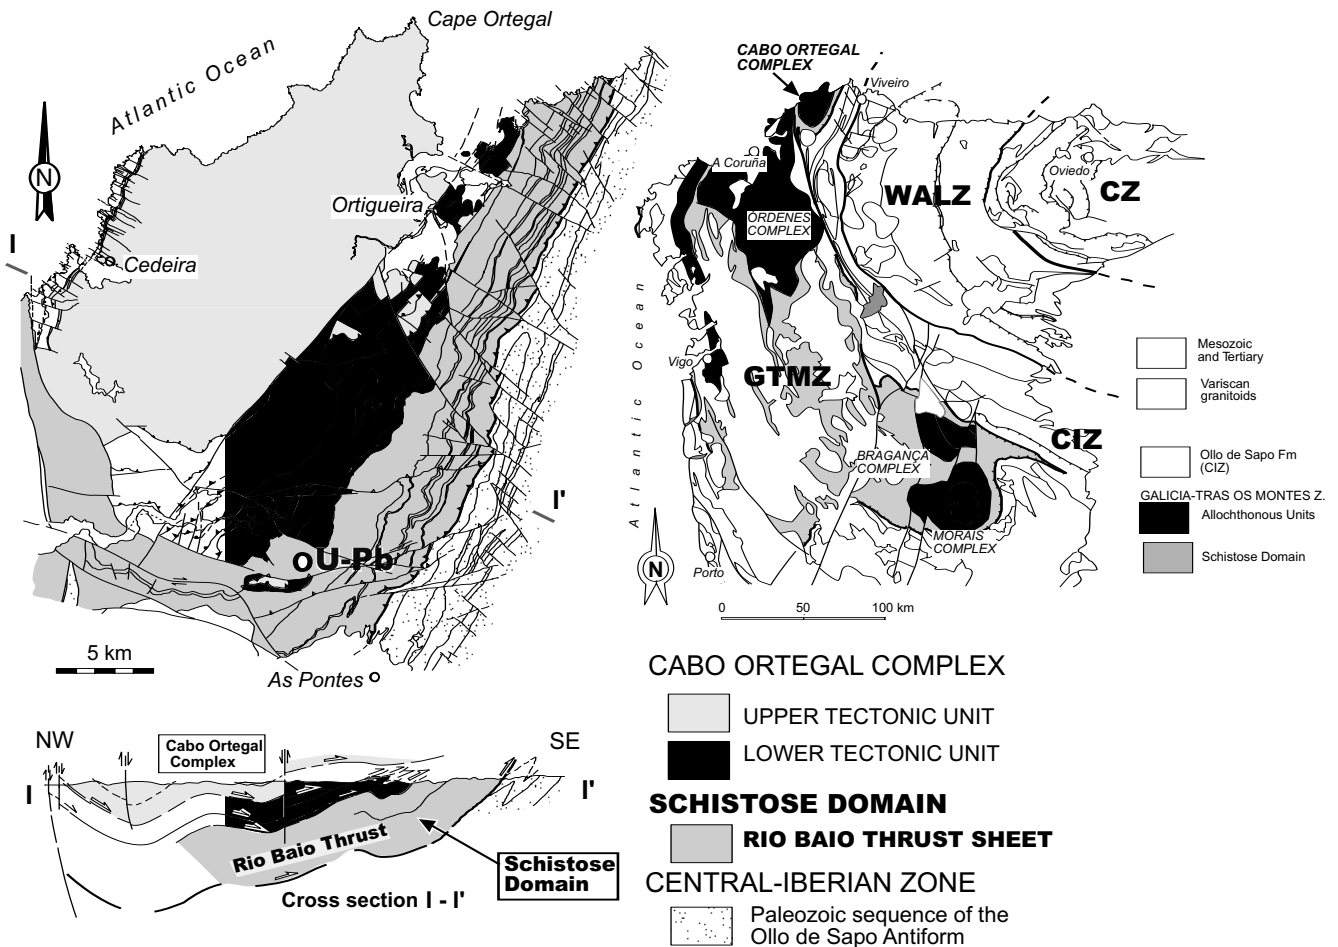 Cape Ortegal
Atlantic Ocean
N
Ortigueira
I
Cedeira
I'
U-Pb
5 km
As Pontes
CABO ORTEGAL
COMPLEX
Viveiro
A Coruña
Oviedo
WALZ
CZ
ÓRDENES
COMPLEX
Atlantic Ocean
Vigo
GTMZ
CIZ
BRAGANÇA
COMPLEX
MORAIS
COMPLEX
Porto
N
0 50 100 km
Mesozoic
and Tertiary
Variscan
granitoids
Ollo de Sapo Fm
(CIZ)
GALICIA-TRAS OS MONTES Z.
Allochthonous Units
Schistose Domain
CABO ORTEGAL COMPLEX
UPPER TECTONIC UNIT
LOWER TECTONIC UNIT
SCHISTOSE DOMAIN
RIO BAIO THRUST SHEET
CENTRAL-IBERIAN ZONE
Paleozoic sequence of the
Ollo de Sapo Antiform
NW
SE
Cabo Ortegal
Complex
I
I'
Rio Baio Thrust
Schistose
Domain
Cross section I - I'